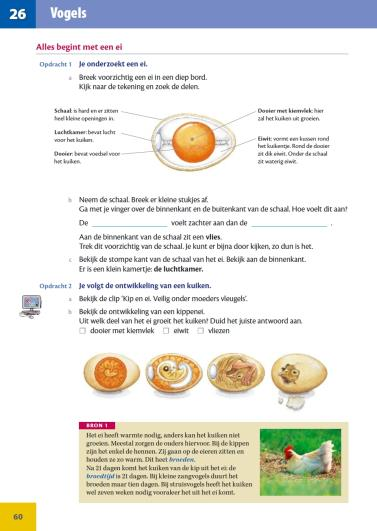 26 Vogels
Alles begint met een ei
Opdracht 1 Je onderzoekt een ei.
a Breek voorzichtig een ei in een diep bord.
Kijk naar de tekening en zoek de delen.
Schaal: is hard en er zitten
heel kleine openingen in.
Luchtkamer: bevat lucht
voor het kuiken.
Dooier: bevat voedsel voor
het kuiken.
Dooier met kiemvlek: hier
zal het kuiken uit groeien.
Eiwit: vormt een kussen rond
het kuikentje. Rond de dooier
zit dik eiwit. Onder de schaal
zit waterig eiwit.
b Neem de schaal. Breek er kleine stukjes af.
Ga met je vinger over de binnenkant en de buitenkant van de schaal. Hoe voelt dit aan?
De voelt zachter aan dan de .
Aan de binnenkant van de schaal zit een vlies.
Trek dit voorzichtig van de schaal. Je kunt er bijna door kijken, zo dun is het.
c Bekijk de stompe kant van de schaal van het ei. Bekijk aan de binnenkant.
Er is een klein kamertje: de luchtkamer.
Opdracht 2 Je volgt de ontwikkeling van een kuiken.
a Bekijk de clip 'Kip en ei. Veilig onder moeders vleugels'.
b Bekijk de ontwikkeling van een kippenei.
Uit welk deel van het ei groeit het kuiken? Duid het juiste antwoord aan.
☐ dooier met kiemvlek ☐ eiwit ☐ vliezen
BRON 1
Het ei heeft warmte nodig, anders kan het kuiken niet
groeien. Meestal zorgen de ouders hiervoor. Bij de kippen
zijn het enkel de hennen. Zij gaan op de eieren zitten en
houden ze zo warm. Dit heet broeden.
Na 21 dagen komt het kuiken van de kip uit het ei: de
broedtijd is 21 dagen. Bij kleine zangvogels duurt het
broeden maar tien dagen. Bij struisvogels heeft het kuiken
wel zeven weken nodig vooraleer het uit het ei komt.
60